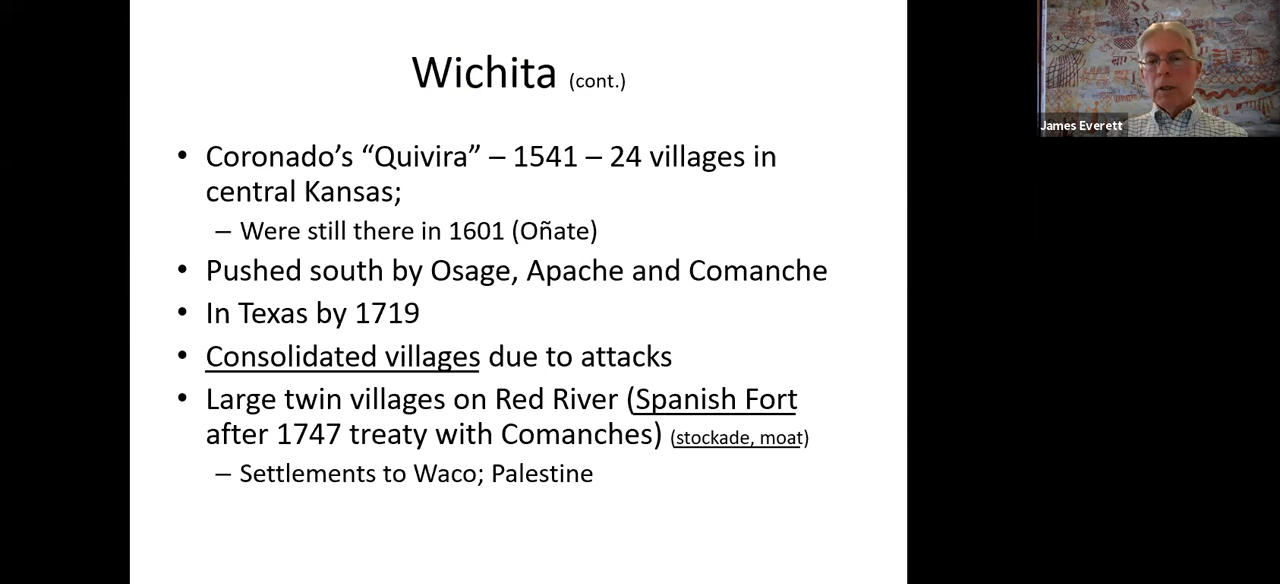 Wichita (cont.)
• Coronado’s “Quivira” – 1541 – 24 villages in
central Kansas;
– Were still there in 1601 (Oñate)
• Pushed south by Osage, Apache and Comanche
• In Texas by 1719
• Consolidated villages due to attacks
• Large twin villages on Red River (Spanish Fort
after 1747 treaty with Comanches) (stockade, moat)
– Settlements to Waco; Palestine
James Everett